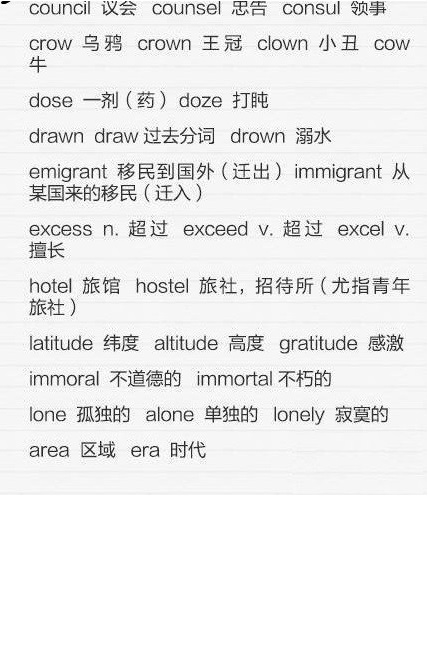 council 议会 counsel 忠告 consul 领事
crow 乌鸦 crown 王冠 clown 小丑 cow
牛
dose 一剂（药）doze 打盹
drawn draw过去分词 drown 溺水
emigrant 移民到国外（迁出）immigrant 从
某国来的移民（迁入）
excess n. 超过 exceed v. 超过 excel v.
擅长
hotel 旅馆 hostel 旅社，招待所（尤指青年
旅社）
latitude 纬度 altitude 高度 gratitude 感激
immoral 不道德的 immortal 不朽的
lone 孤独的 alone 单独的 lonely 寂寞的
area 区域 era 时代